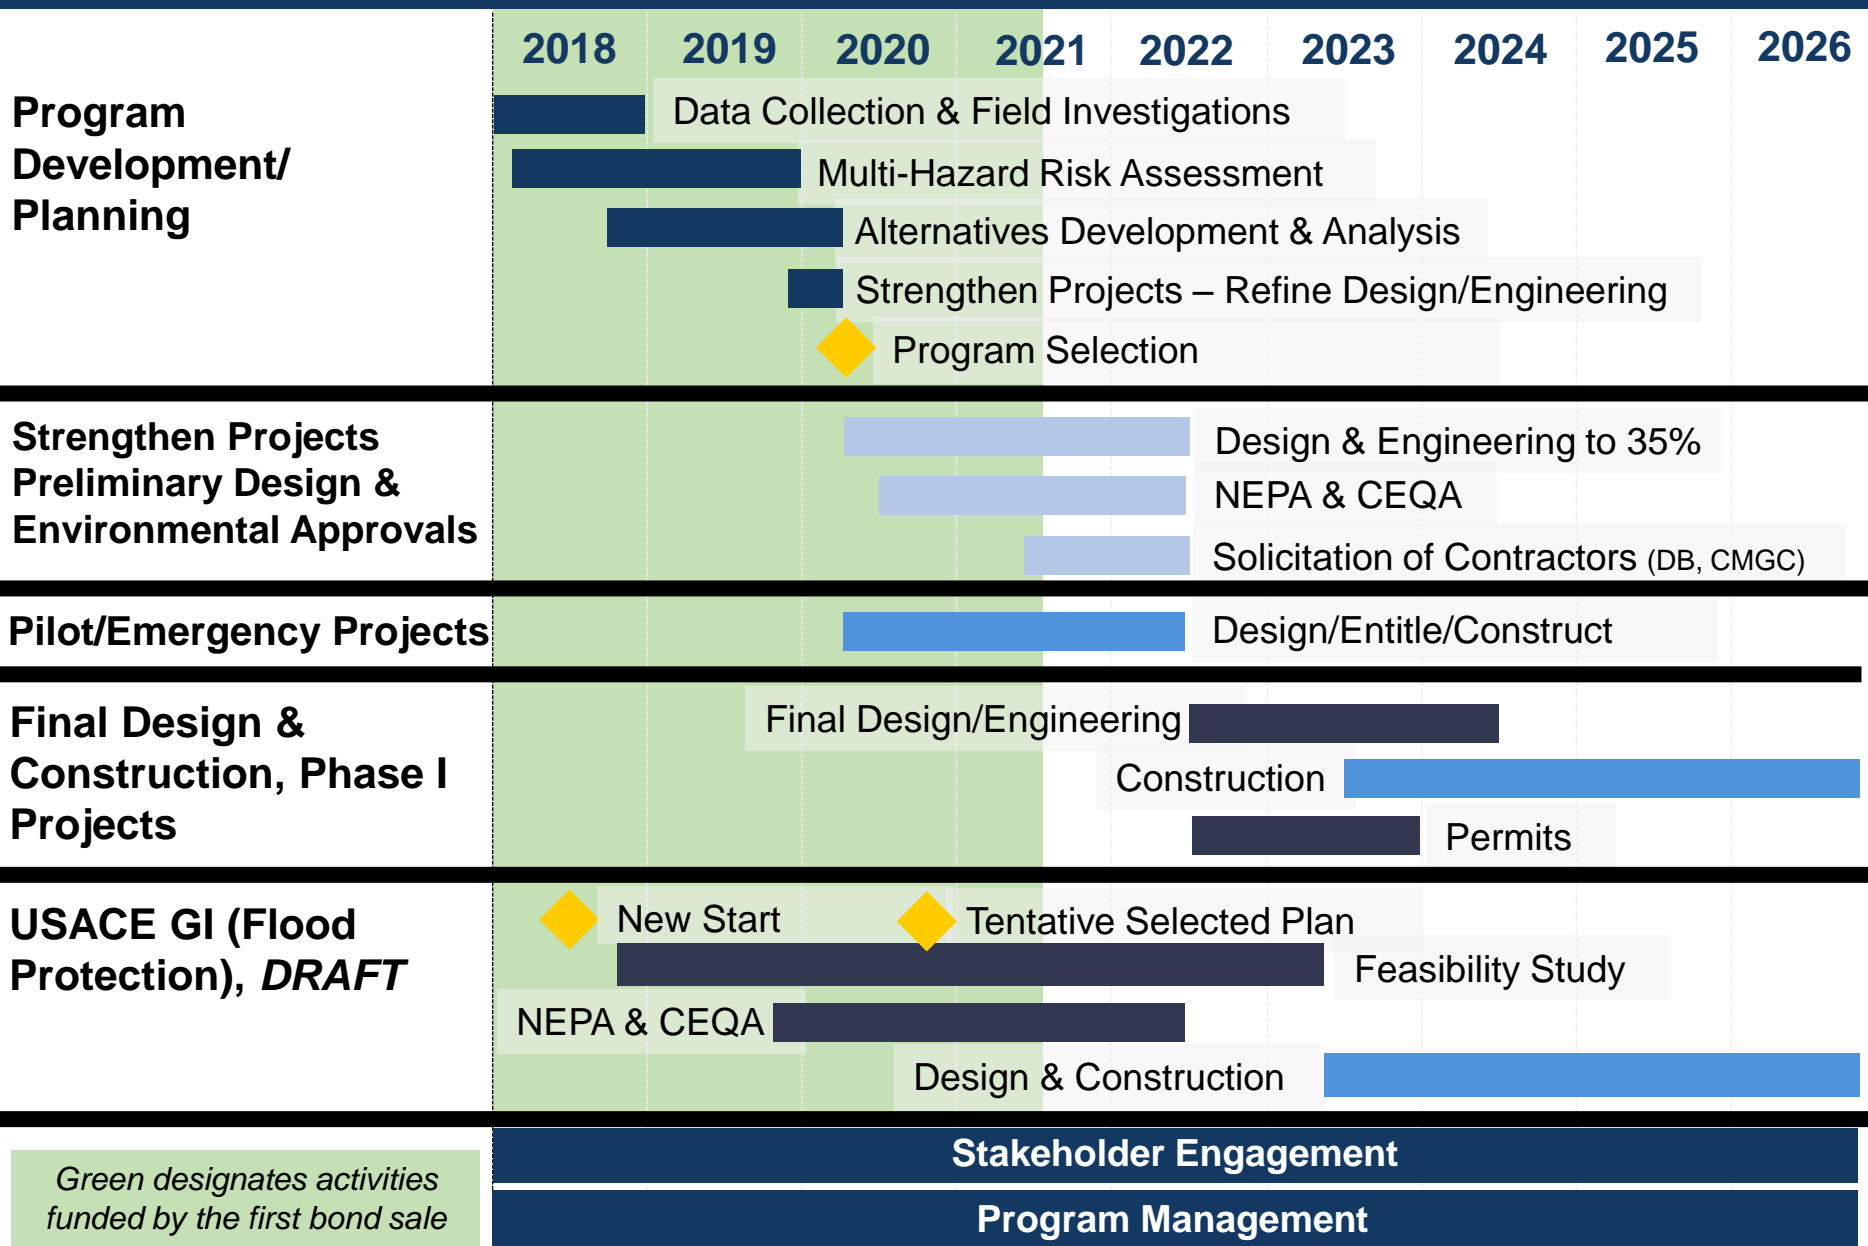 2018 2019 2020 2021 2022 2023 2024 2025 2026
Program
Development/
Planning
Data Collection & Field Investigations
Multi-Hazard Risk Assessment
Alternatives Development & Analysis
Strengthen Projects – Refine Design/Engineering
Program Selection
Strengthen Projects
Preliminary Design &
Environmental Approvals
Design & Engineering to 35%
NEPA & CEQA
Solicitation of Contractors (DB, CMGC)
Pilot/Emergency Projects
Design/Entitle/Construct
Final Design &
Construction, Phase I
Projects
Final Design/Engineering
Construction
Permits
USACE GI (Flood
Protection), DRAFT
New Start
Tentative Selected Plan
Feasibility Study
NEPA & CEQA
Design & Construction
Green designates activities
funded by the first bond sale
Stakeholder Engagement
Program Management